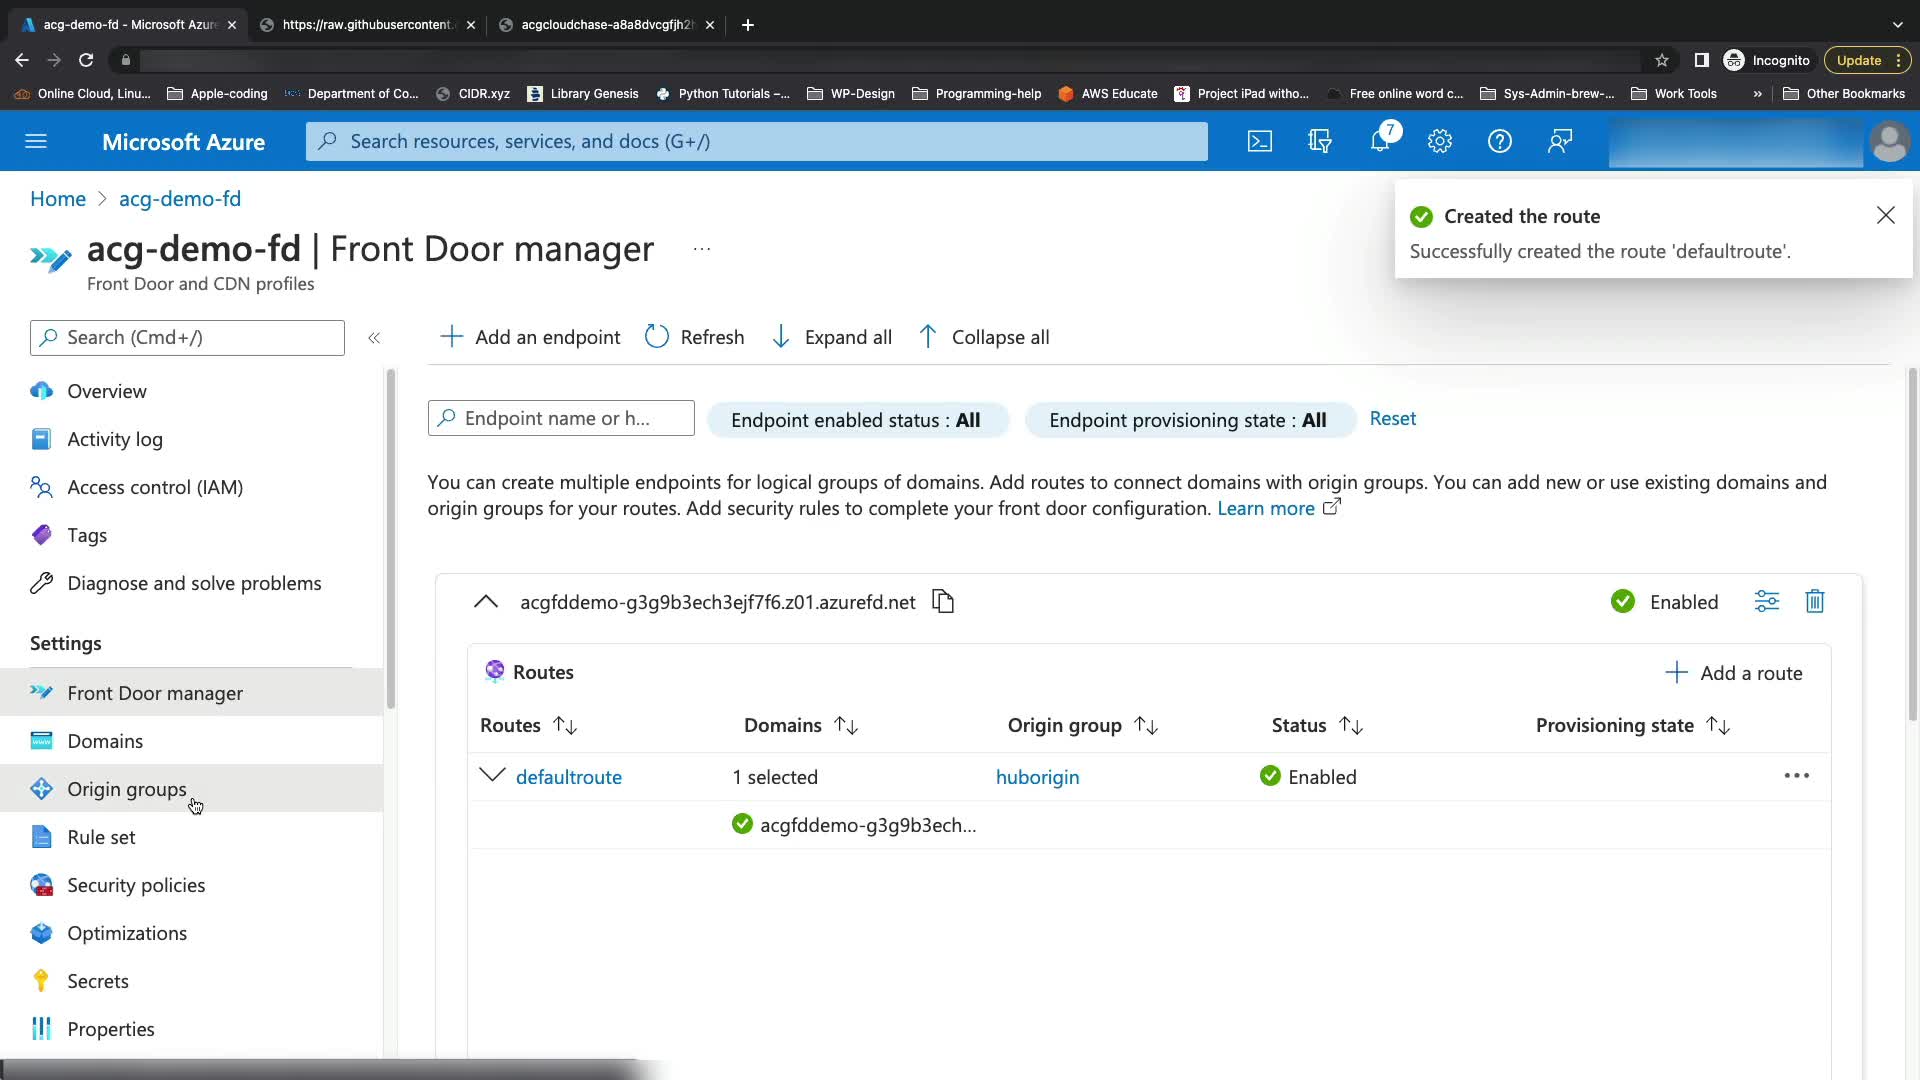 acg-demo-fd - Microsoft Azure
https://raw.githubusercontent.
acgcloudchase-a8a8dvcgfjh2h
Incognito
Update
Online Cloud, Linu...
Apple-coding
Department of Co...
CIDR.xyz
Library Genesis
Python Tutorials –...
WP-Design
Programming-help
AWS Educate
Project iPad witho...
Free online word c...
Sys-Admin-brew-...
Work Tools
»
Other Bookmarks
Microsoft Azure
Search resources, services, and docs (G+/)
7
Home > acg-demo-fd
acg-demo-fd | Front Door manager ...
Front Door and CDN profiles
Created the route
Successfully created the route 'defaultroute'.
Search (Cmd+/)
«
Overview
Activity log
Access control (IAM)
Tags
Diagnose and solve problems
Settings
Front Door manager
Domains
Origin groups
Rule set
Security policies
Optimizations
Secrets
Properties
Add an endpoint
Refresh
Expand all
Collapse all
Endpoint name or h...
Endpoint enabled status : All
Endpoint provisioning state : All
Reset
You can create multiple endpoints for logical groups of domains. Add routes to connect domains with origin groups. You can add new or use existing domains and
origin groups for your routes. Add security rules to complete your front door configuration. Learn more
acgfddemo-g3g9b3ech3ejf7f6.z01.azurefd.net
Enabled
Routes
Add a route
Routes
Domains
Origin group
Status
Provisioning state
defaultroute
1 selected
huborigin
Enabled
acgfddemo-g3g9b3ech...